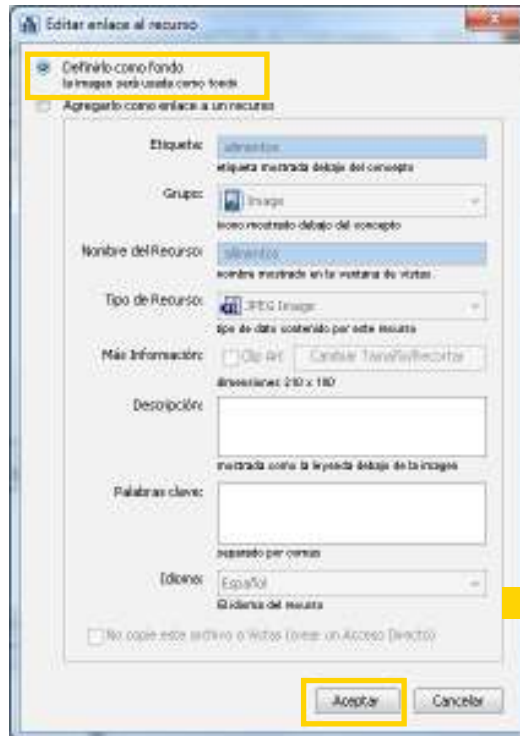 Editar enlace al recurso
Definirlo como fondo
la imagen será usada como fondo
Agregarlo como enlace a un recurso
Etiqueta: alimentos
etiqueta mostrada debajo del concepto
Grupo: Image
icono mostrado debajo del concepto
Nombre del Recurso: alimentos
nombre mostrado en la ventana de vistas
Tipo de Recurso: JPEG Image
tipo de dato contenido por este recurso
Más Información: Clip Art Cambiar Tamaño/Recortar
dimensiones 210 x 180
Descripción:
mostrada como la leyenda debajo de la imagen
Palabras clave:
separado por comas
Idioma: Español
El idioma del recurso
No copie este archivo a Vistas (crear un Acceso Directo)
Aceptar Cancelar